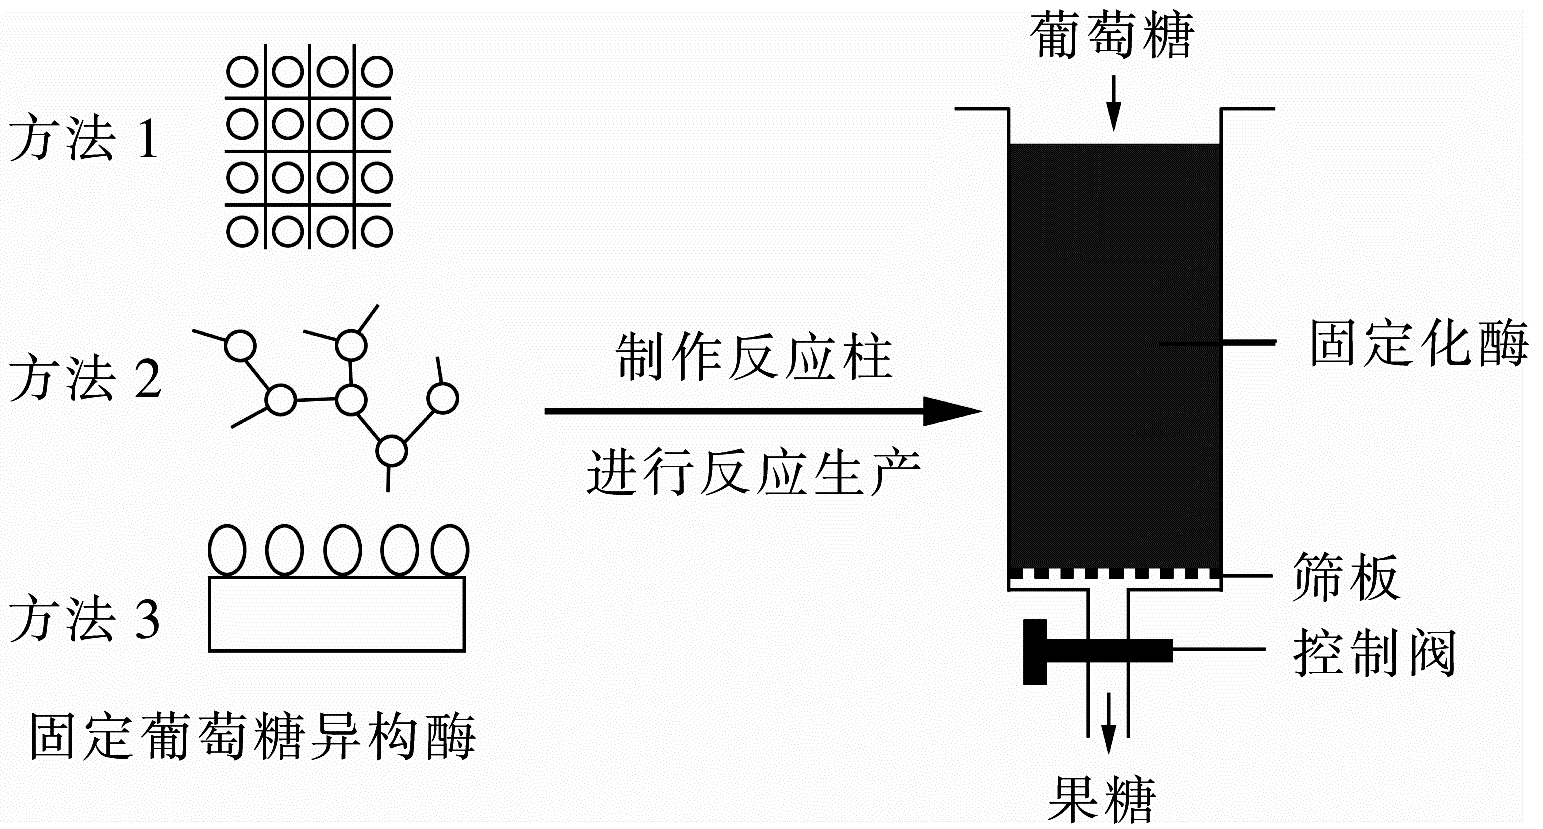 方法 1
方法 2
方法 3
固定葡萄糖异构酶
制作反应柱
进行反应生产
葡萄糖
固定化酶
筛板
控制阀
果糖